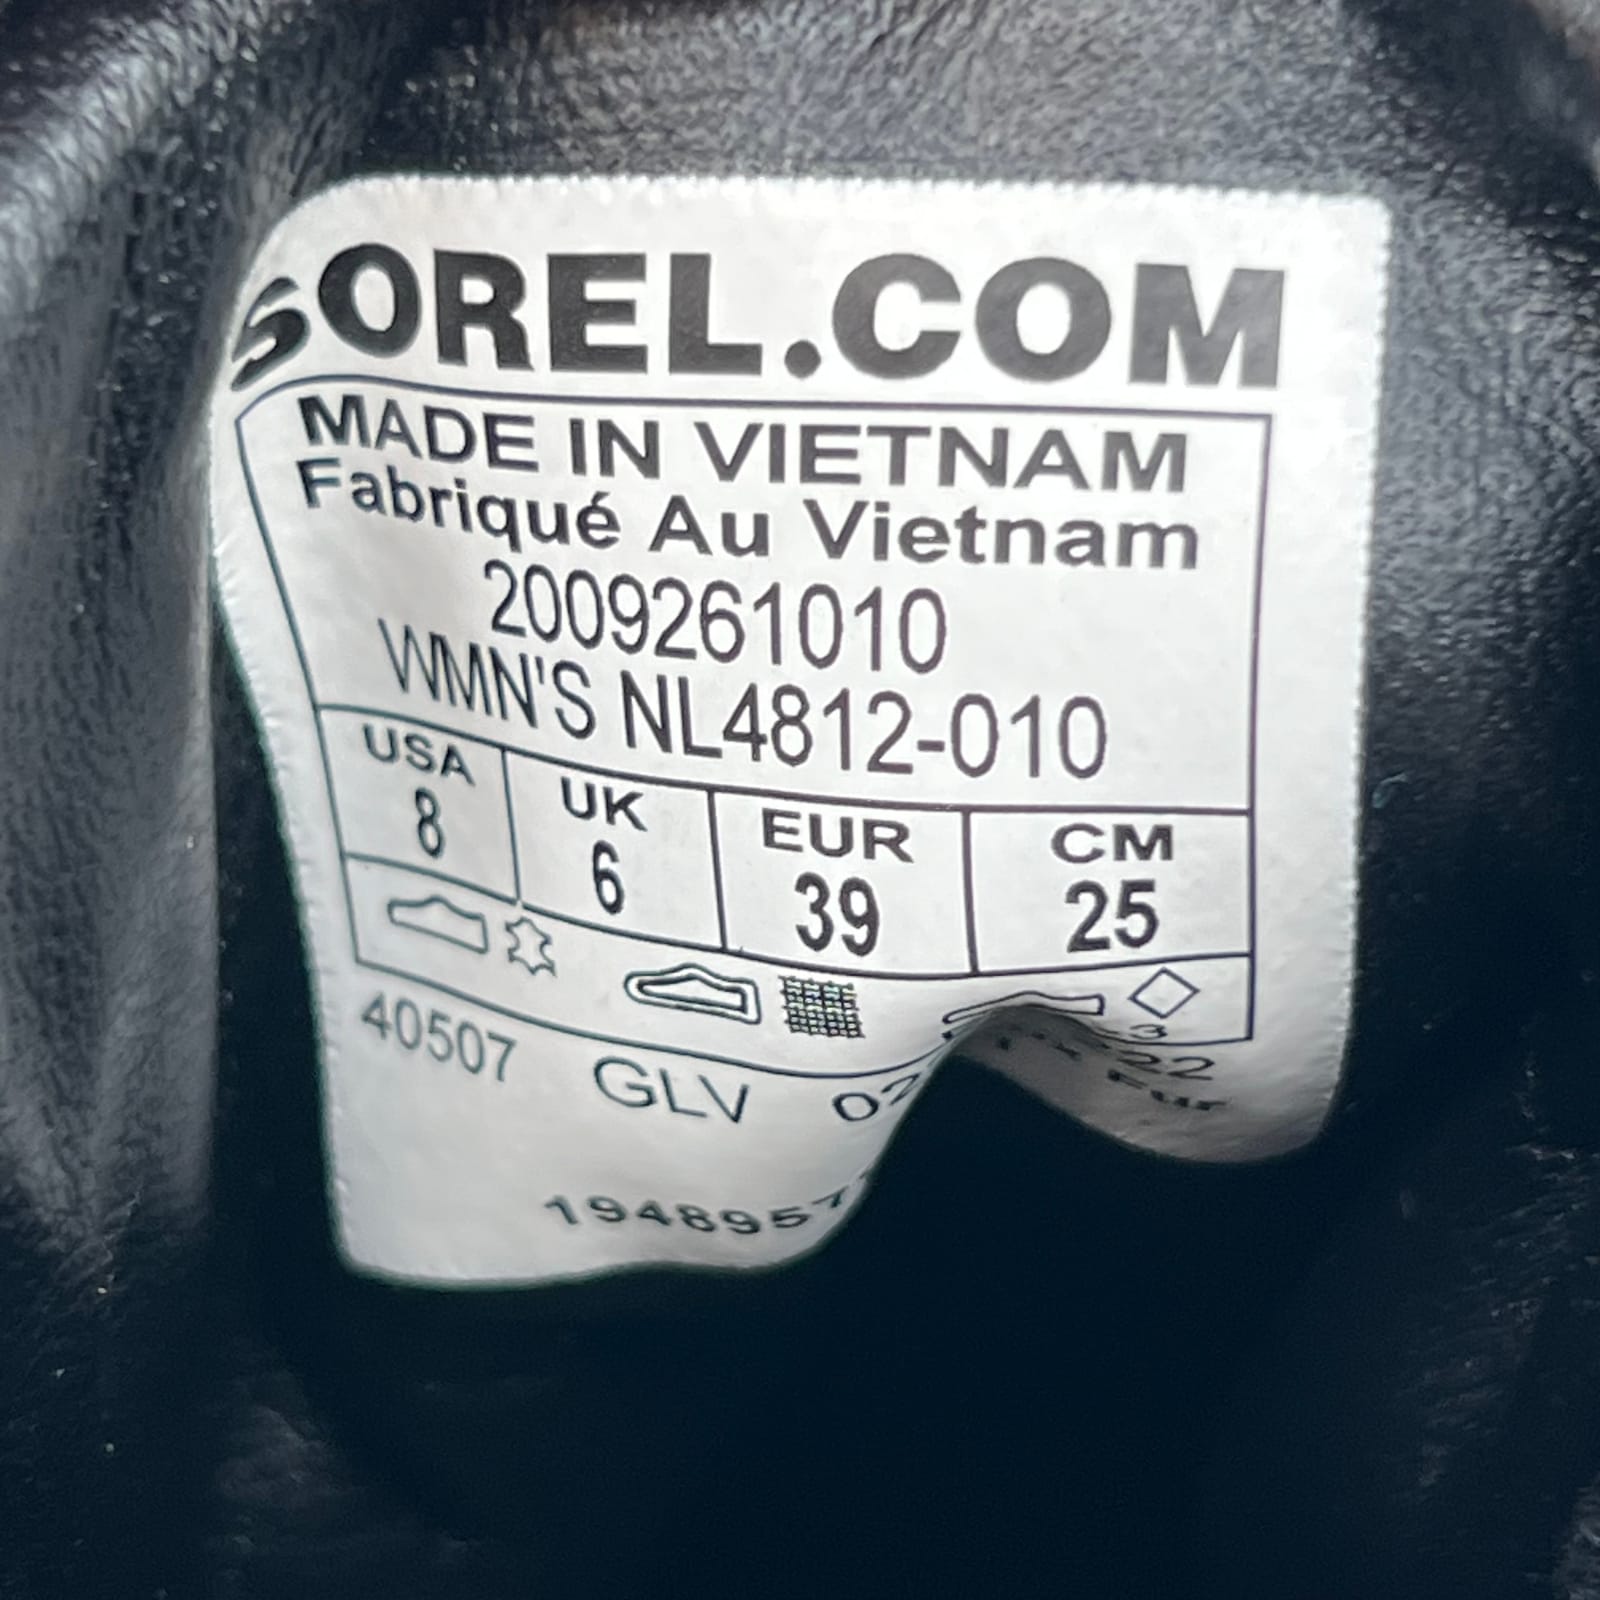 SOREL.COM
MADE IN VIETNAM
Fabriqué Au Vietnam
2009261010
WMN'S NL4812-010
USA UK EUR CM
8 6 39 25
40507 GLV